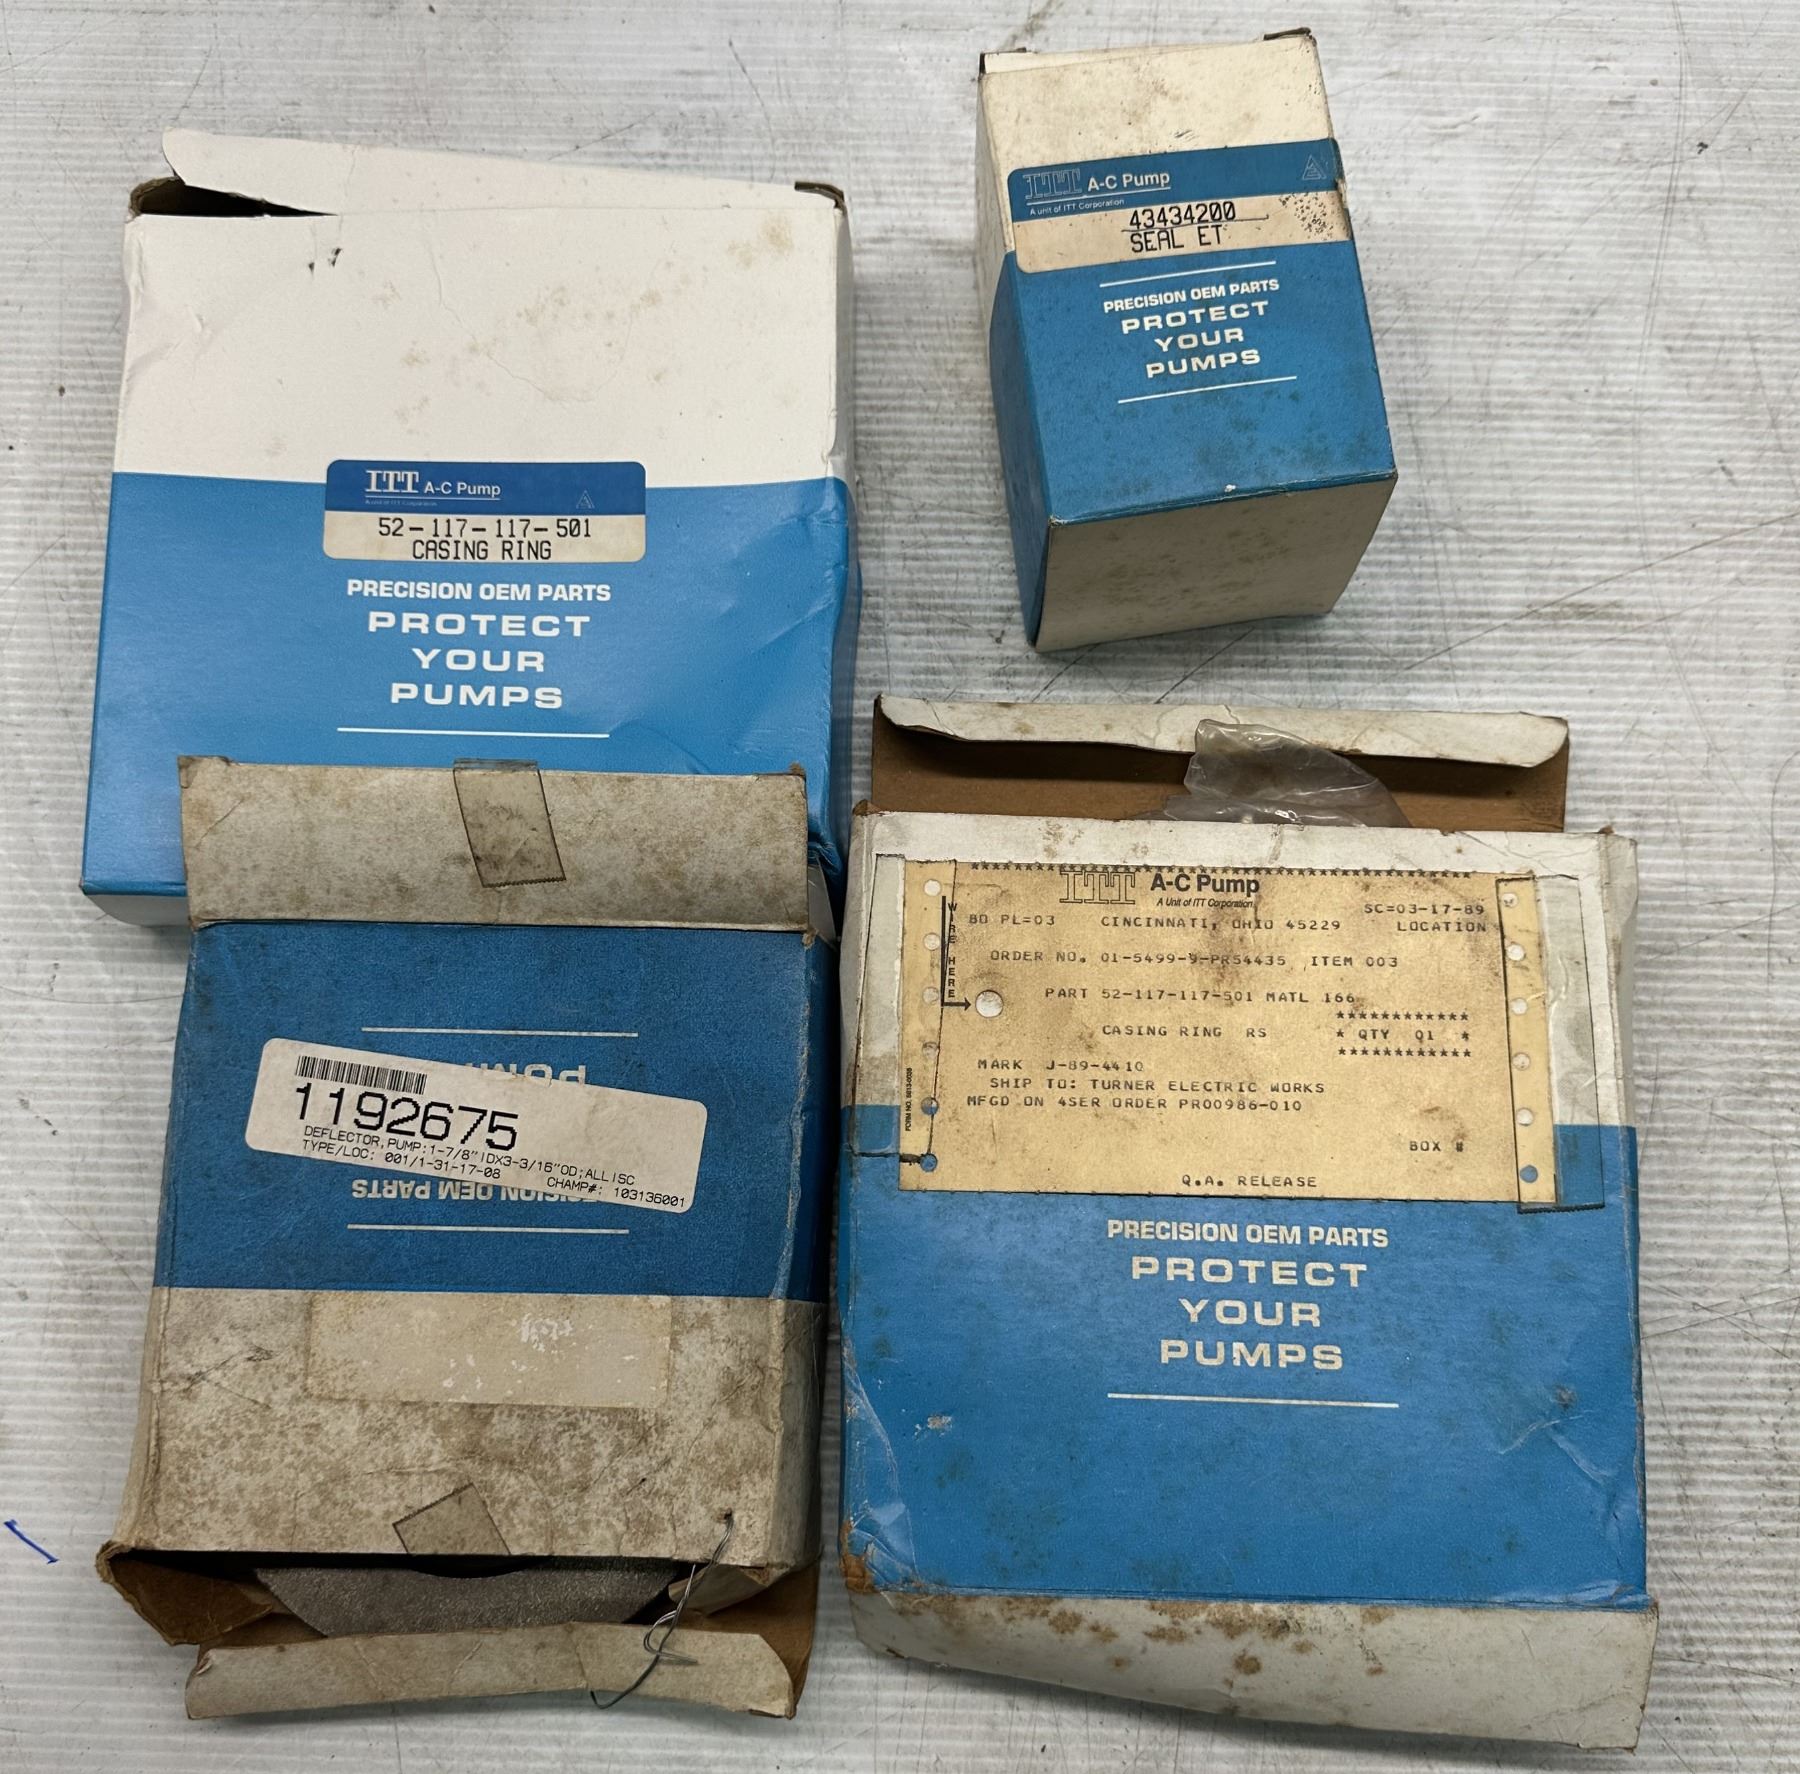 ITT A-C Pump
A unit of ITT Corporation
43434200
SEAL ET
PRECISION OEM PARTS
PROTECT
YOUR
PUMPS
ITT A-C Pump
A unit of ITT Corporation
52-117-117-501
CASING RING
PRECISION OEM PARTS
PROTECT
YOUR
PUMPS
1192675
DEFLECTOR,PUMP:1-7/8"IDX3-3/16"OD;ALLISC
TYPE/LOC: 001/1-31-17-08 CHAMP#: 103136001
OEM PARTS
ITT A-C Pump
A Unit of ITT Corporation
SC=03-17-89
BD PL=03 CINCINNATI, OHIO 45229 LOCATION
WIRE HERE
ORDER NO. 01-5499-9-PR54435 ITEM 003
PART 52-117-117-501 MATL 166
************
CASING RING RS * QTY 01 *
************
MARK J-89-4410
SHIP TO: TURNER ELECTRIC WORKS
MFGD ON 4SER ORDER PR00986-010
BOX #
Q.A. RELEASE
PRECISION OEM PARTS
PROTECT
YOUR
PUMPS